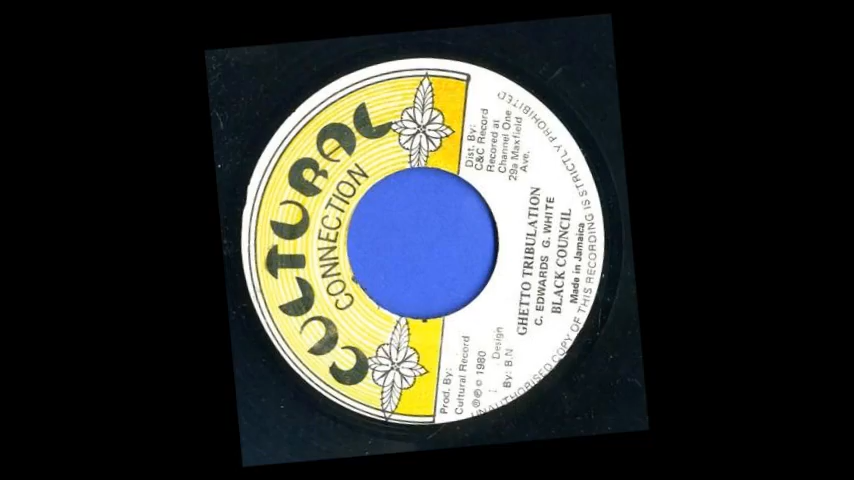 CULTURAL
CONNECTION
Prod. By:
Cultural Record
℗® © 1980
Design
By: B.N
Dist. By:
C&C Record
Recored at
Channel One
29a Maxfield
Ave.
GHETTO TRIBULATION
C. EDWARDS G. WHITE
BLACK COUNCIL
Made in Jamaica
UNAUTHORISED COPY OF THIS RECORDING IS STRICTLY PROHIBITED